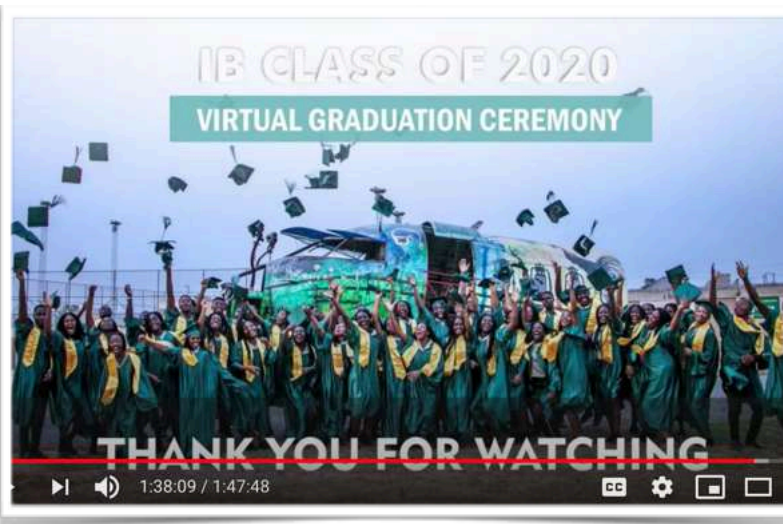 IB CLASS OF 2020
VIRTUAL GRADUATION CEREMONY
THANK YOU FOR WATCHING
1:38:09 / 1:47:48
CC